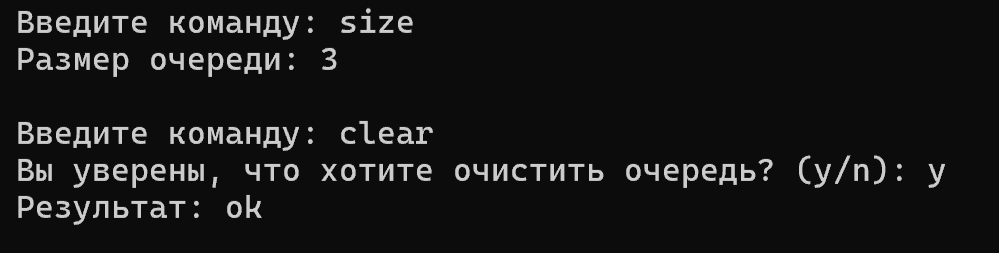 Введите команду: size
Размер очереди: 3
Введите команду: clear
Вы уверены, что хотите очистить очередь? (y/n): y
Результат: ok